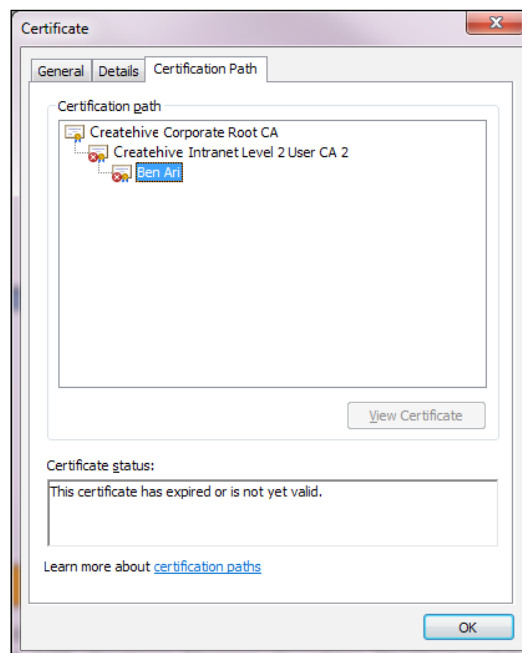 Certificate
General Details Certification Path
Certification path
Createhive Corporate Root CA
Createhive Intranet Level 2 User CA 2
Ben Ari
View Certificate
Certificate status:
This certificate has expired or is not yet valid.
Learn more about certification paths
OK